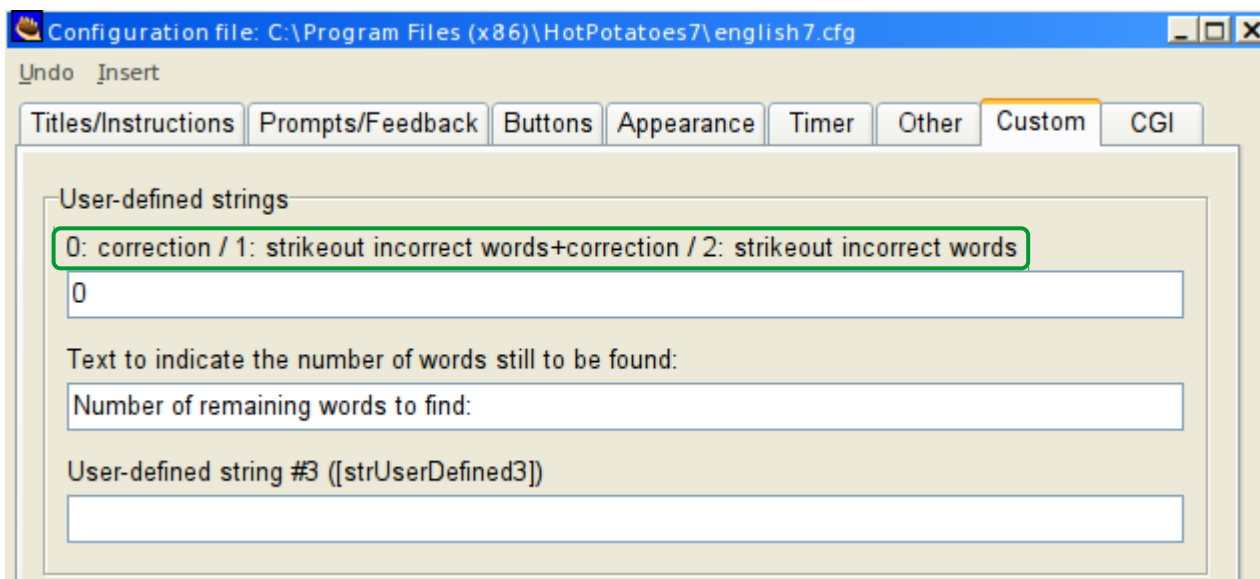 Configuration file: C:\Program Files (x86)\HotPotatoes7\english7.cfg
Undo Insert
Titles/Instructions Prompts/Feedback Buttons Appearance Timer Other Custom CGI
User-defined strings
0: correction / 1: strikeout incorrect words+correction / 2: strikeout incorrect words
0
Text to indicate the number of words still to be found:
Number of remaining words to find:
User-defined string #3 ([strUserDefined3])